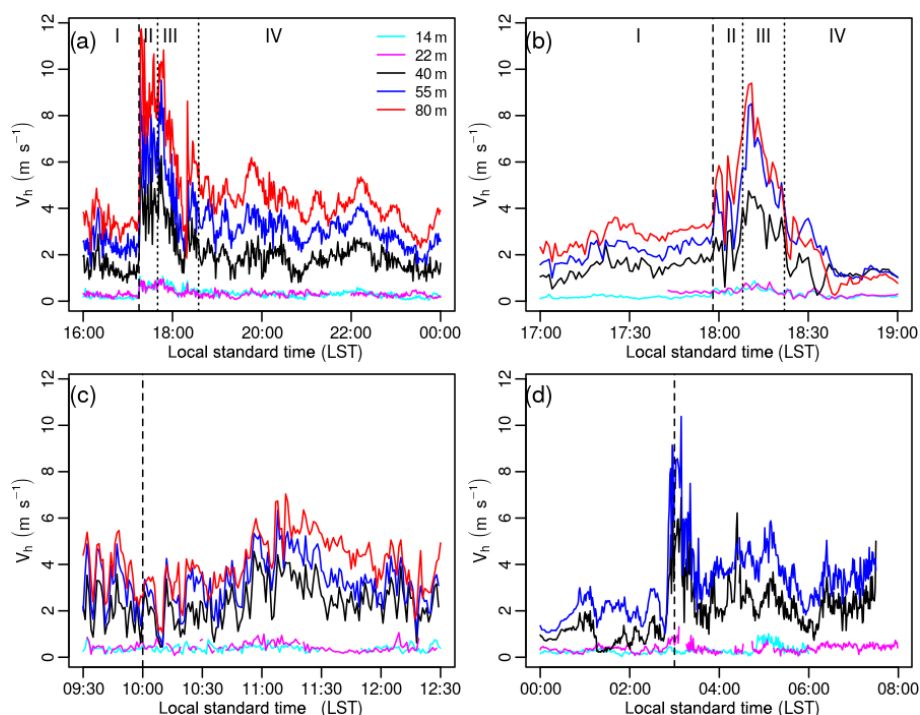 (a) I II III IV
14 m
22 m
40 m
55 m
80 m
Vh (m s−1)
0 2 4 6 8 10 12
16:00 18:00 20:00 22:00 00:00
Local standard time (LST)
(b) I II III IV
Vh (m s−1)
0 2 4 6 8 10 12
17:00 17:30 18:00 18:30 19:00
Local standard time (LST)
(c)
Vh (m s−1)
0 2 4 6 8 10 12
09:30 10:00 10:30 11:00 11:30 12:00 12:30
Local standard time (LST)
(d)
Vh (m s−1)
0 2 4 6 8 10 12
00:00 02:00 04:00 06:00 08:00
Local standard time (LST)